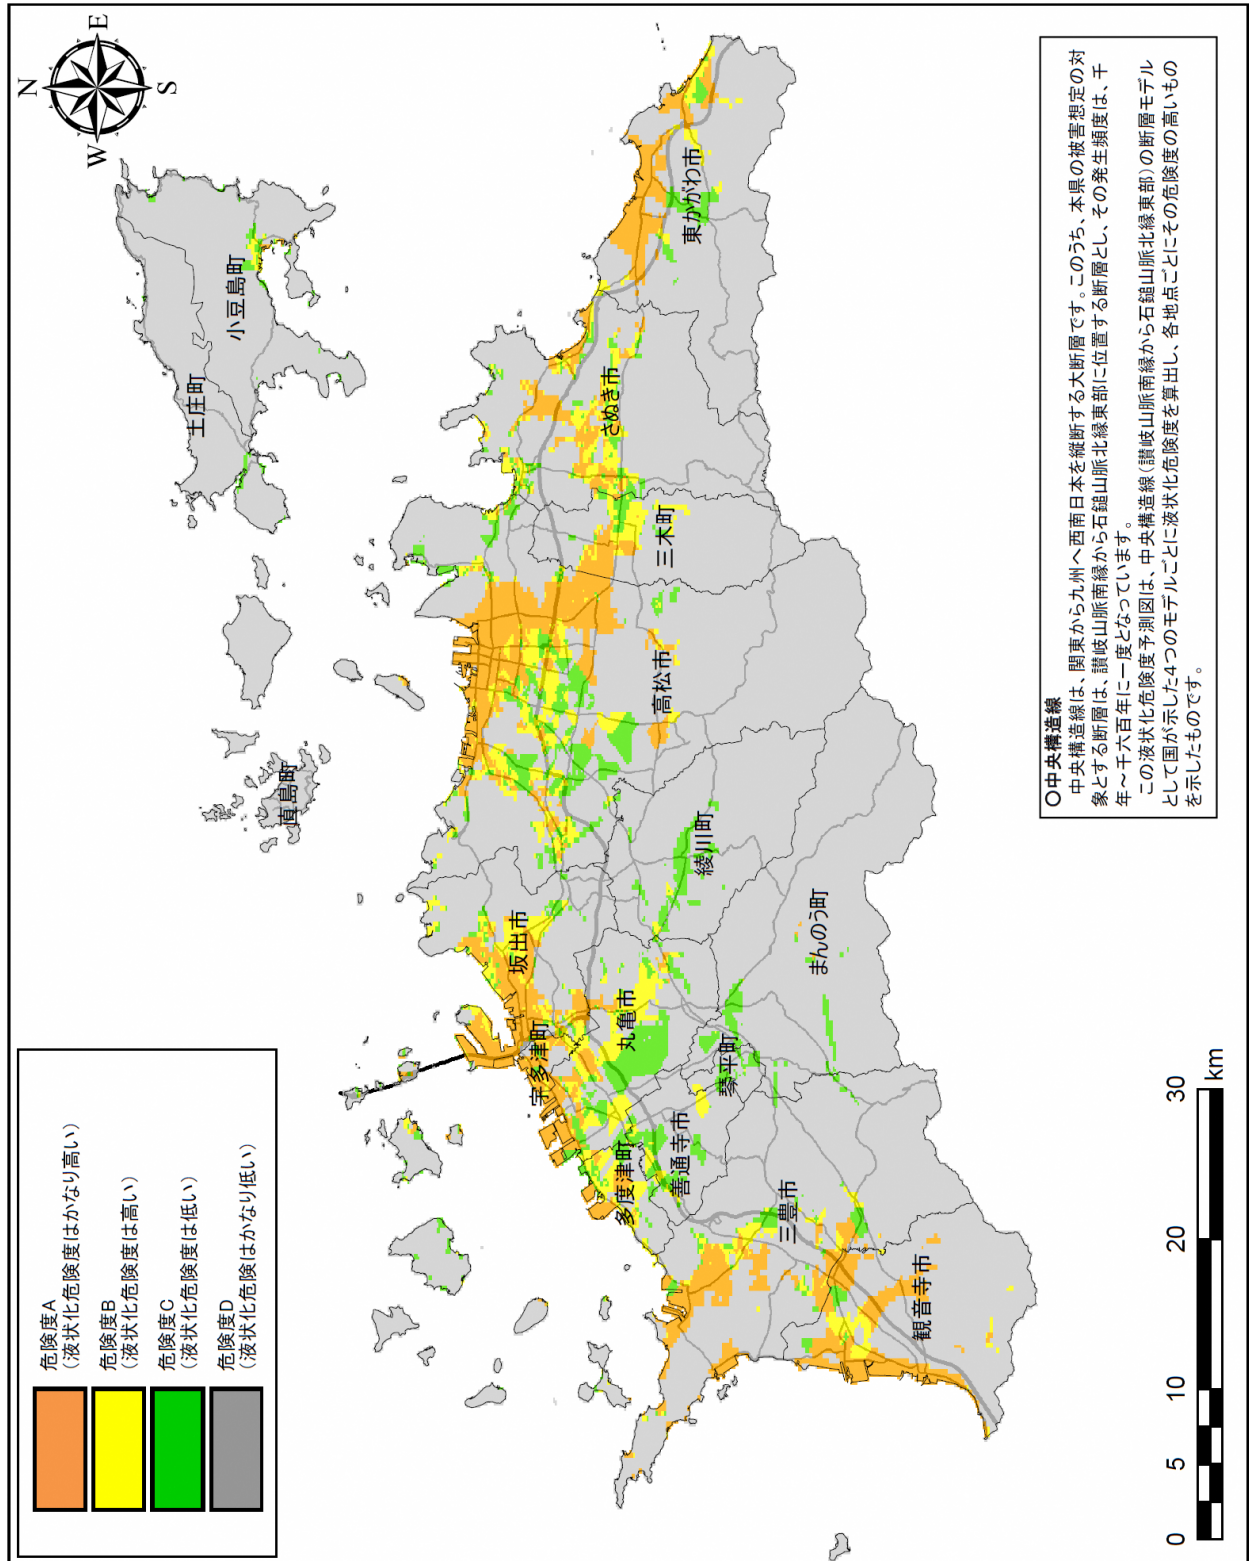 危険度A
(液状化危険度はかなり高い)
危険度B
(液状化危険度は高い)
危険度C
(液状化危険度は低い)
危険度D
(液状化危険はかなり低い)
N
E
S
W
土庄町
小豆島町
直島町
東かがわ市
さぬき市
三木町
高松市
綾川町
坂出市
宇多津町
丸亀市
まんのう町
琴平町
善通寺市
多度津町
三豊市
観音寺市
0 5 10 20 30
km
〇中央構造線
中央構造線は、関東から九州へ西南日本を縦断する大断層です。このうち、本県の被害想定の対
象とする断層は、讃岐山脈南縁から石鎚山脈北縁東部に位置する断層とし、その発生頻度は、千
年～千六百年に一度となっています。
この液状化危険度予測図は、中央構造線(讃岐山脈南縁から石鎚山脈北縁東部)の断層モデル
として国が示した4つのモデルごとに液状化危険度を算出し、各地点ごとにその危険度の高いもの
を示したものです。